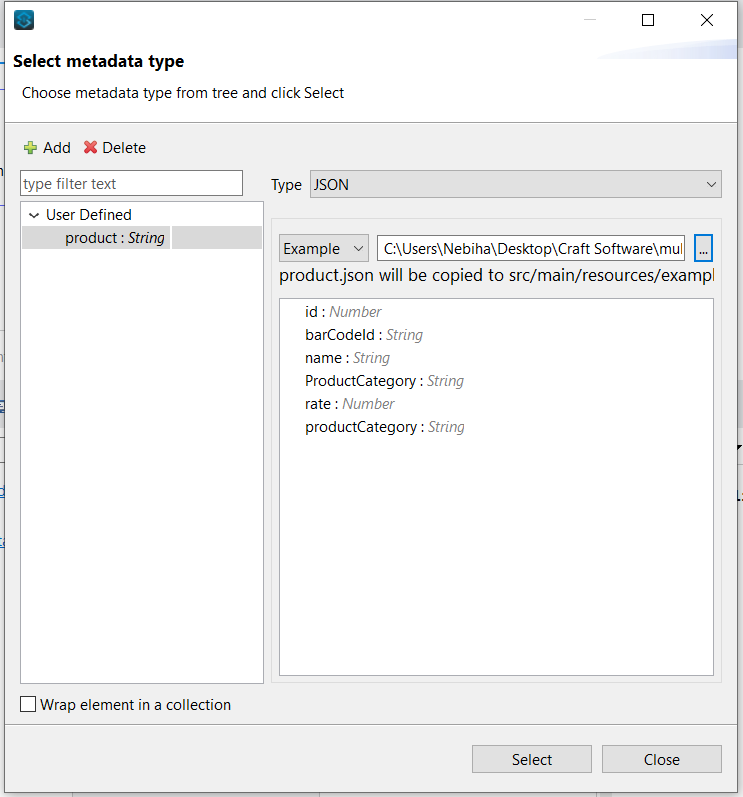 Select metadata type
Choose metadata type from tree and click Select
Add Delete
type filter text
Type JSON
User Defined
product : String
Example C:\Users\Nebiha\Desktop\Craft Software\mul ...
product.json will be copied to src/main/resources/exampl
id : Number
barCodeId : String
name : String
ProductCategory : String
rate : Number
productCategory : String
Wrap element in a collection
Select Close